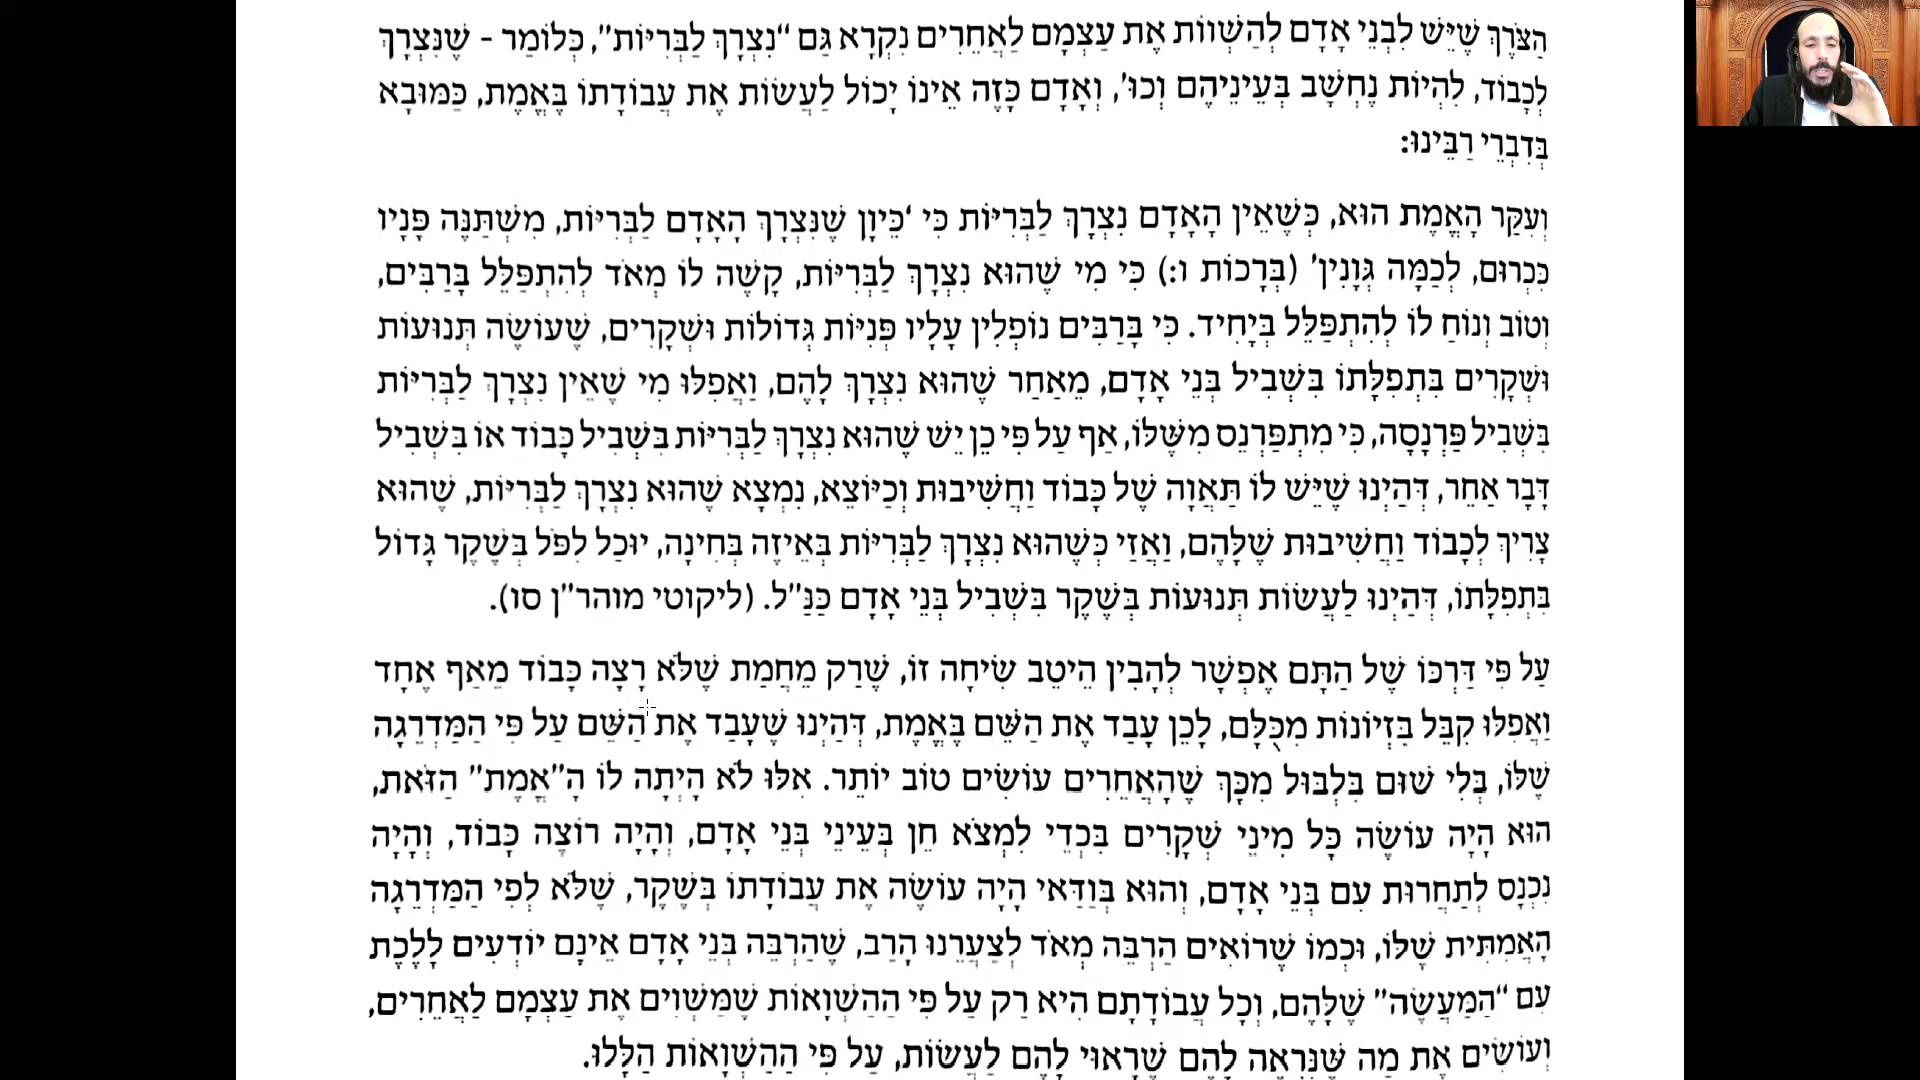 הַצֹּרֶךְ שֶׁיֵּשׁ לִבְנֵי אָדָם לְהַשְׁווֹת אֶת עַצְמָם לַאֲחֵרִים נִקְרָא גַּם "נִצְרָךְ לַבְּרִיּוֹת", כְּלוֹמַר - שֶׁנִּצְרָךְ
לְכָבוֹד, לִהְיוֹת נֶחְשָׁב בְּעֵינֵיהֶם וְכוּ', וְאָדָם כָּזֶה אֵינוֹ יָכוֹל לַעֲשׂוֹת אֶת עֲבוֹדָתוֹ בֶּאֱמֶת, כַּמּוּבָא
בְּדִבְרֵי רַבֵּינוּ:
וְעִקַּר הָאֱמֶת הוּא, כְּשֶׁאֵין הָאָדָם נִצְרָךְ לַבְּרִיּוֹת כִּי 'כֵּיוָן שֶׁנִּצְרָךְ הָאָדָם לַבְּרִיּוֹת, מִשְׁתַּנֶּה פָּנָיו
כִּכְרוּם, לְכַמָּה גְּוָנִין' (בְּרָכוֹת ו:) כִּי מִי שֶׁהוּא נִצְרָךְ לַבְּרִיּוֹת, קָשֶׁה לוֹ מְאֹד לְהִתְפַּלֵּל בָּרַבִּים,
וְטוֹב וְנוֹחַ לוֹ לְהִתְפַּלֵּל בְּיָחִיד. כִּי בָּרַבִּים נוֹפְלִין עָלָיו פְּנִיּוֹת גְּדוֹלוֹת וּשְׁקָרִים, שֶׁעוֹשֶׂה תְּנוּעוֹת
וּשְׁקָרִים בִּתְפִלָּתוֹ בִּשְׁבִיל בְּנֵי אָדָם, מֵאַחַר שֶׁהוּא נִצְרָךְ לָהֶם, וַאֲפִלּוּ מִי שֶׁאֵין נִצְרָךְ לַבְּרִיּוֹת
בִּשְׁבִיל פַּרְנָסָה, כִּי מִתְפַּרְנֵס מִשֶּׁלּוֹ, אַף עַל פִּי כֵן יֵשׁ שֶׁהוּא נִצְרָךְ לַבְּרִיּוֹת בִּשְׁבִיל כָּבוֹד אוֹ בִּשְׁבִיל
דָּבָר אַחֵר, דְּהַיְנוּ שֶׁיֵּשׁ לוֹ תַּאֲוָה שֶׁל כָּבוֹד וַחֲשִׁיבוּת וְכַיּוֹצֵא, נִמְצָא שֶׁהוּא נִצְרָךְ לַבְּרִיּוֹת, שֶׁהוּא
צָרִיךְ לְכָבוֹד וַחֲשִׁיבוּת שֶׁלָּהֶם, וַאֲזַי כְּשֶׁהוּא נִצְרָךְ לַבְּרִיּוֹת בְּאֵיזֶה בְּחִינָה, יוּכַל לִפֹּל בְּשֶׁקֶר גָּדוֹל
בִּתְפִלָּתוֹ, דְּהַיְנוּ לַעֲשׂוֹת תְּנוּעוֹת בְּשֶׁקֶר בִּשְׁבִיל בְּנֵי אָדָם כַּנַּ"ל. (ליקוטי מוהר"ן סו).
עַל פִּי דַּרְכּוֹ שֶׁל הַתָּם אֶפְשָׁר לְהָבִין הֵיטֵב שִׂיחָה זוֹ, שֶׁרַק מֵחֲמַת שֶׁלֹּא רָצָה כָּבוֹד מֵאַף אֶחָד
וַאֲפִלּוּ קִבֵּל בִּזְיוֹנוֹת מִכֻּלָּם, לָכֵן עָבַד אֶת הַשֵּׁם בֶּאֱמֶת, דְּהַיְנוּ שֶׁעָבַד אֶת הַשֵּׁם עַל פִּי הַמַּדְרֵגָה
שֶׁלּוֹ, בְּלִי שׁוּם בִּלְבּוּל מִכָּךְ שֶׁהָאֲחֵרִים עוֹשִׂים טוֹב יוֹתֵר. אִלּוּ לֹא הָיְתָה לוֹ הָ"אֱמֶת" הַזֹּאת,
הוּא הָיָה עוֹשֶׂה כָּל מִינֵי שְׁקָרִים בִּכְדֵי לִמְצֹא חֵן בְּעֵינֵי בְּנֵי אָדָם, וְהָיָה רוֹצֶה כָּבוֹד, וְהָיָה
נִכְנָס לְתַחֲרוּת עִם בְּנֵי אָדָם, וְהוּא בְּוַדַּאי הָיָה עוֹשֶׂה אֶת עֲבוֹדָתוֹ בְּשֶׁקֶר, שֶׁלֹּא לְפִי הַמַּדְרֵגָה
הָאֲמִתִּית שֶׁלּוֹ, וּכְמוֹ שֶׁרוֹאִים הַרְבֵּה מְאֹד לְצַעֲרֵנוּ הָרַב, שֶׁהַרְבֵּה בְּנֵי אָדָם אֵינָם יוֹדְעִים לָלֶכֶת
עִם "הַמַּעֲשֶׂה" שֶׁלָּהֶם, וְכָל עֲבוֹדָתָם הִיא רַק עַל פִּי הַהַשְׁוָאוֹת שֶׁמַּשְׁוִים אֶת עַצְמָם לַאֲחֵרִים,
וְעוֹשִׂים אֶת מַה שֶּׁנִּרְאֶה לָהֶם שֶׁרָאוּי לָהֶם לַעֲשׂוֹת, עַל פִּי הַהַשְׁוָאוֹת הַלָּלוּ.